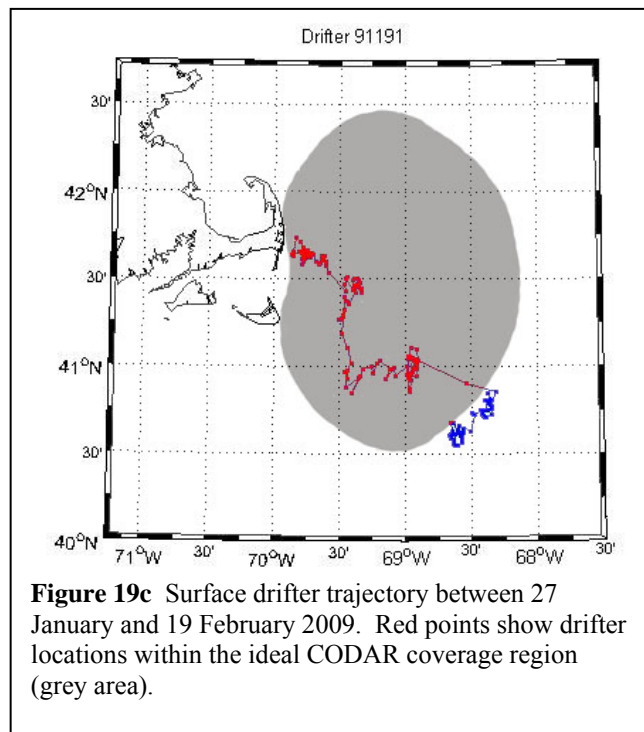 Drifter 91191
30'
42°N
30'
41°N
30'
40°N
71°W
30'
70°W
30'
69°W
30'
68°W
30'
Figure 19c  Surface drifter trajectory between 27
January and 19 February 2009.  Red points show drifter
locations within the ideal CODAR coverage region
(grey area).